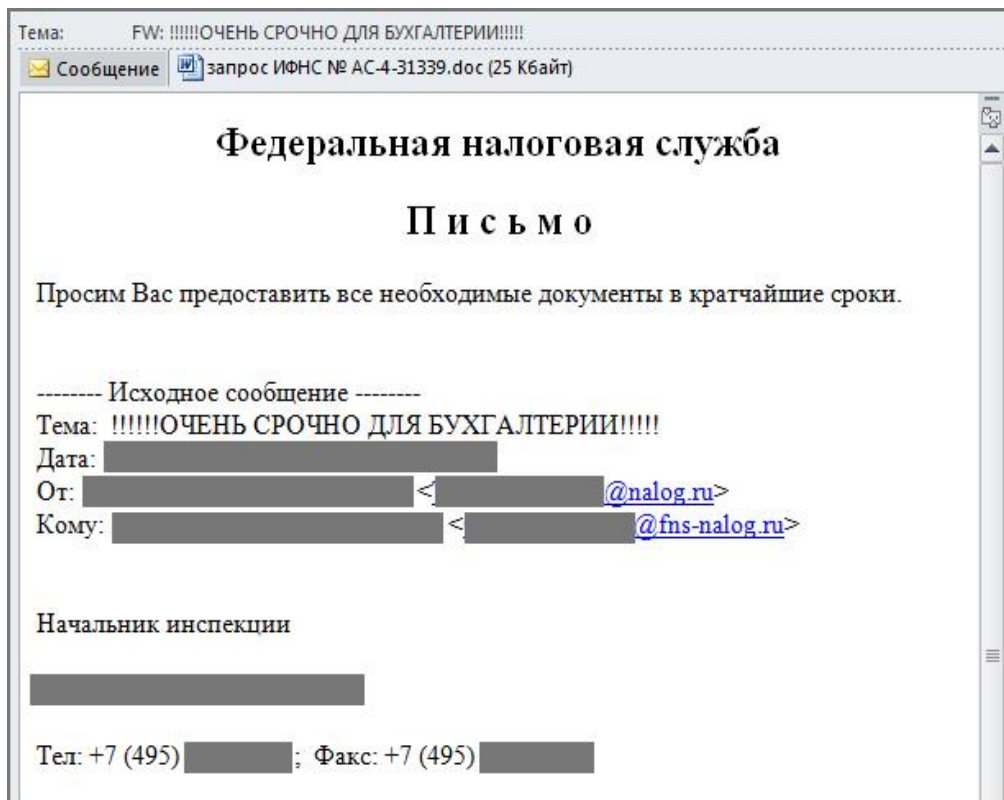 Тема: FW: !!!!!!ОЧЕНЬ СРОЧНО ДЛЯ БУХГАЛТЕРИИ!!!!!
Сообщение запрос ИФНС № АС-4-31339.doc (25 Кбайт)
Федеральная налоговая служба
П и с ь м о
Просим Вас предоставить все необходимые документы в кратчайшие сроки.
-------- Исходное сообщение --------
Тема: !!!!!!ОЧЕНЬ СРОЧНО ДЛЯ БУХГАЛТЕРИИ!!!!!
Дата:
От: < @nalog.ru>
Кому: < @fns-nalog.ru>
Начальник инспекции
Тел: +7 (495) ; Факс: +7 (495)